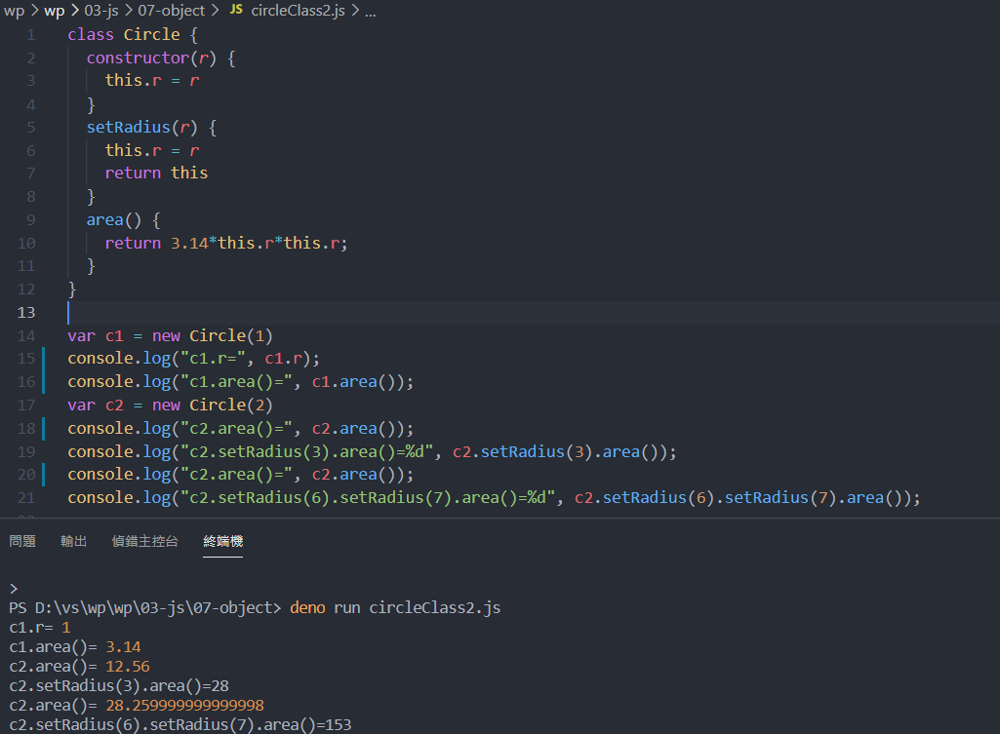 wp > wp > 03-js > 07-object > JS circleClass2.js > ...
1 class Circle {
2 constructor(r) {
3 this.r = r
4 }
5 setRadius(r) {
6 this.r = r
7 return this
8 }
9 area() {
10 return 3.14*this.r*this.r;
11 }
12 }
13
14 var c1 = new Circle(1)
15 console.log("c1.r=", c1.r);
16 console.log("c1.area()=", c1.area());
17 var c2 = new Circle(2)
18 console.log("c2.area()=", c2.area());
19 console.log("c2.setRadius(3).area()=%d", c2.setRadius(3).area());
20 console.log("c2.area()=", c2.area());
21 console.log("c2.setRadius(6).setRadius(7).area()=%d", c2.setRadius(6).setRadius(7).area());
問題 輸出 偵錯主控台 終端機
>
PS D:\vs\wp\wp\03-js\07-object> deno run circleClass2.js
c1.r= 1
c1.area()= 3.14
c2.area()= 12.56
c2.setRadius(3).area()=28
c2.area()= 28.259999999999998
c2.setRadius(6).setRadius(7).area()=153